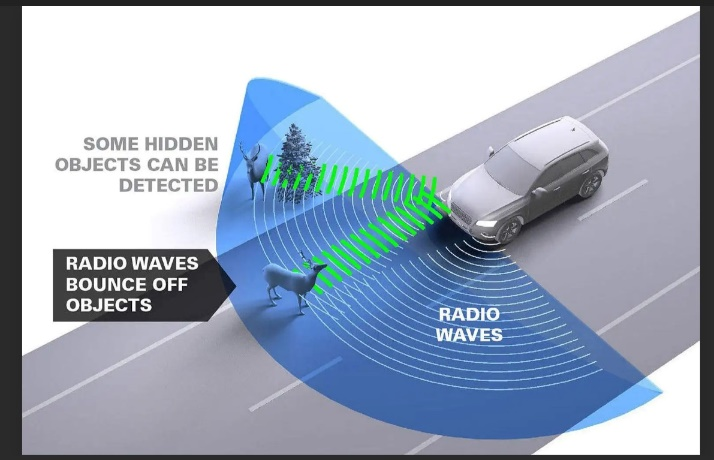 SOME HIDDEN
OBJECTS CAN BE
DETECTED
RADIO WAVES
BOUNCE OFF
OBJECTS
RADIO
WAVES